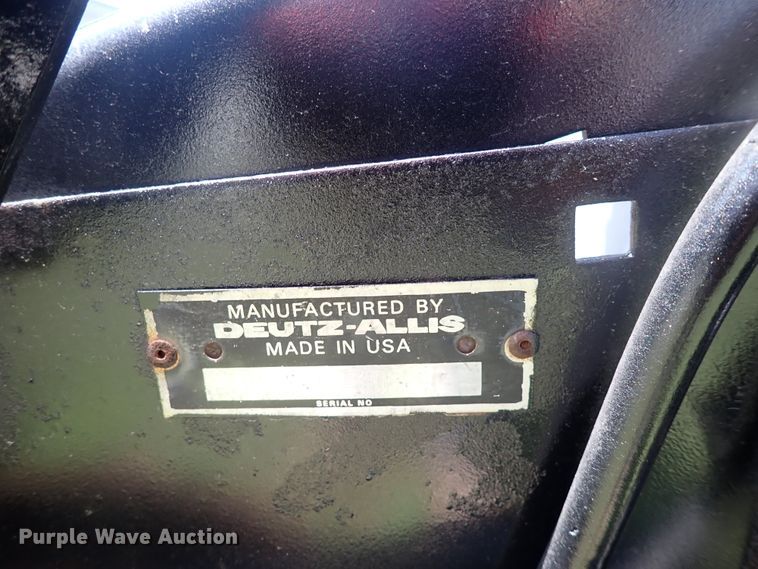 MANUFACTURED BY
DEUTZ-ALLIS
MADE IN USA
SERIAL NO
Purple Wave Auction